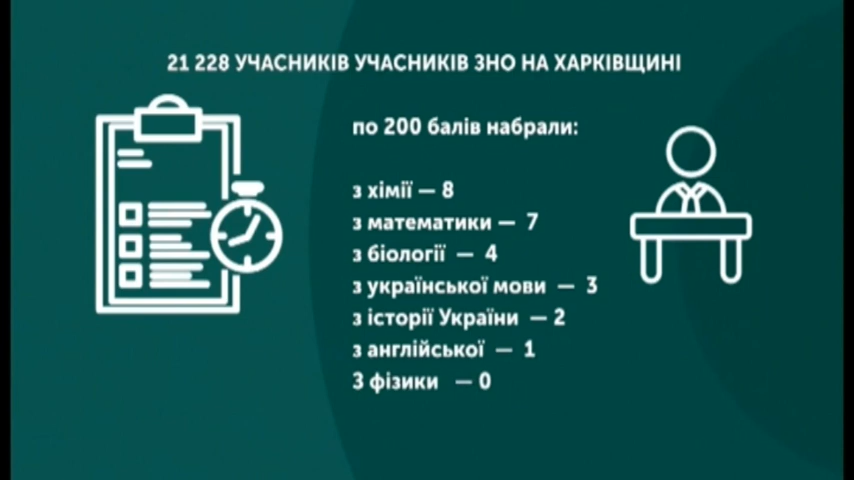 21 228 УЧАСНИКІВ УЧАСНИКІВ ЗНО НА ХАРКІВЩИНІ
по 200 балів набрали:
з хімії — 8
з математики — 7
з біології — 4
з української мови — 3
з історії України — 2
з англійської — 1
З фізики — 0